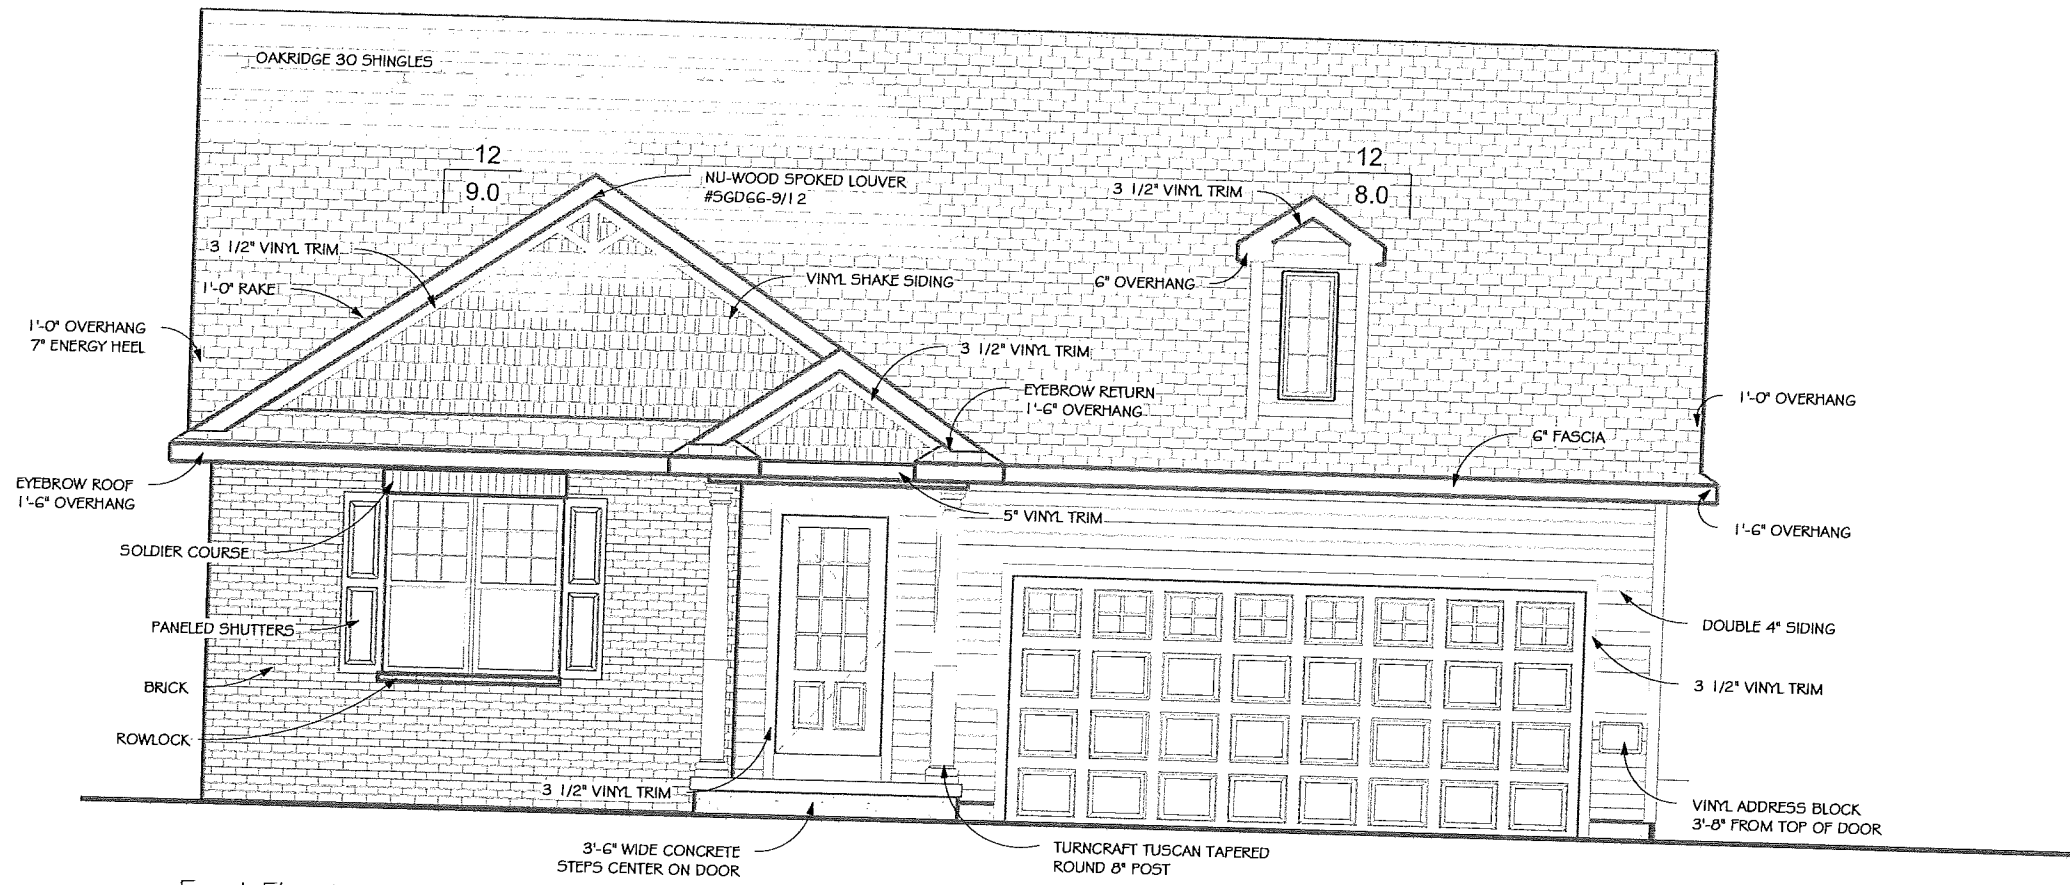 OAKRIDGE 30 SHINGLES
12
9.0
NU-WOOD SPOKED LOUVER
#SGDG6-9/12
3 1/2" VINYL TRIM
12
8.0
3 1/2" VINYL TRIM
1'-0" RAKE
VINYL SHAKE SIDING
6" OVERHANG
1'-0" OVERHANG
7" ENERGY HEEL
3 1/2" VINYL TRIM
EYEBROW RETURN
1'-6" OVERHANG
1'-0" OVERHANG
6" FASCIA
EYEBROW ROOF
1'-6" OVERHANG
5" VINYL TRIM
1'-6" OVERHANG
SOLDIER COURSE
PANELED SHUTTERS
DOUBLE 4" SIDING
BRICK
3 1/2" VINYL TRIM
ROWLOCK
3 1/2" VINYL TRIM
VINYL ADDRESS BLOCK
3'-8" FROM TOP OF DOOR
3'-6" WIDE CONCRETE
STEPS CENTER ON DOOR
TURNCRAFT TUSCAN TAPERED
ROUND 8" POST